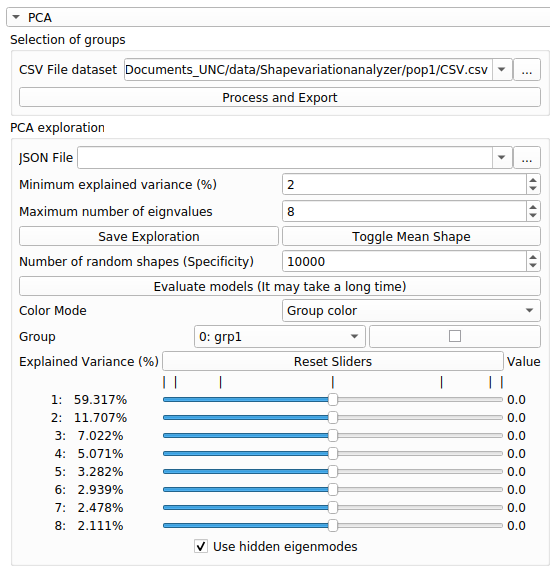 PCA
Selection of groups
CSV File dataset Documents_UNC/data/Shapevariationanalyzer/pop1/CSV.csv ...
Process and Export
PCA exploration
JSON File ...
Minimum explained variance (%) 2
Maximum number of eignvalues 8
Save Exploration Toggle Mean Shape
Number of random shapes (Specificity) 10000
Evaluate models (It may take a long time)
Color Mode Group color
Group 0: grp1
Explained Variance (%) Reset Sliders Value
1: 59.317% 0.0
2: 11.707% 0.0
3: 7.022% 0.0
4: 5.071% 0.0
5: 3.282% 0.0
6: 2.939% 0.0
7: 2.478% 0.0
8: 2.111% 0.0
Use hidden eigenmodes